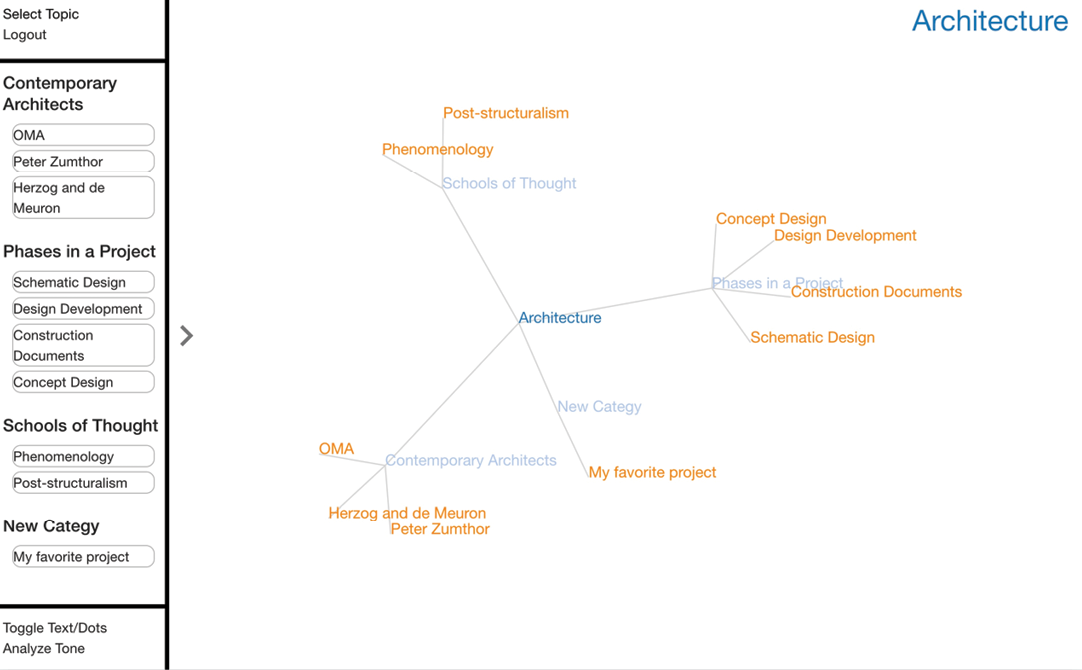 Select Topic
Logout
Contemporary
Architects
OMA
Peter Zumthor
Herzog and de
Meuron
Phases in a Project
Schematic Design
Design Development
Construction
Documents
Concept Design
Schools of Thought
Phenomenology
Post-structuralism
New Categy
My favorite project
Toggle Text/Dots
Analyze Tone
Architecture
Post-structuralism
Phenomenology
Schools of Thought
Concept Design
Design Development
Phases in a Project
Construction Documents
Architecture
Schematic Design
New Categy
OMA
Contemporary Architects
My favorite project
Herzog and de Meuron
Peter Zumthor